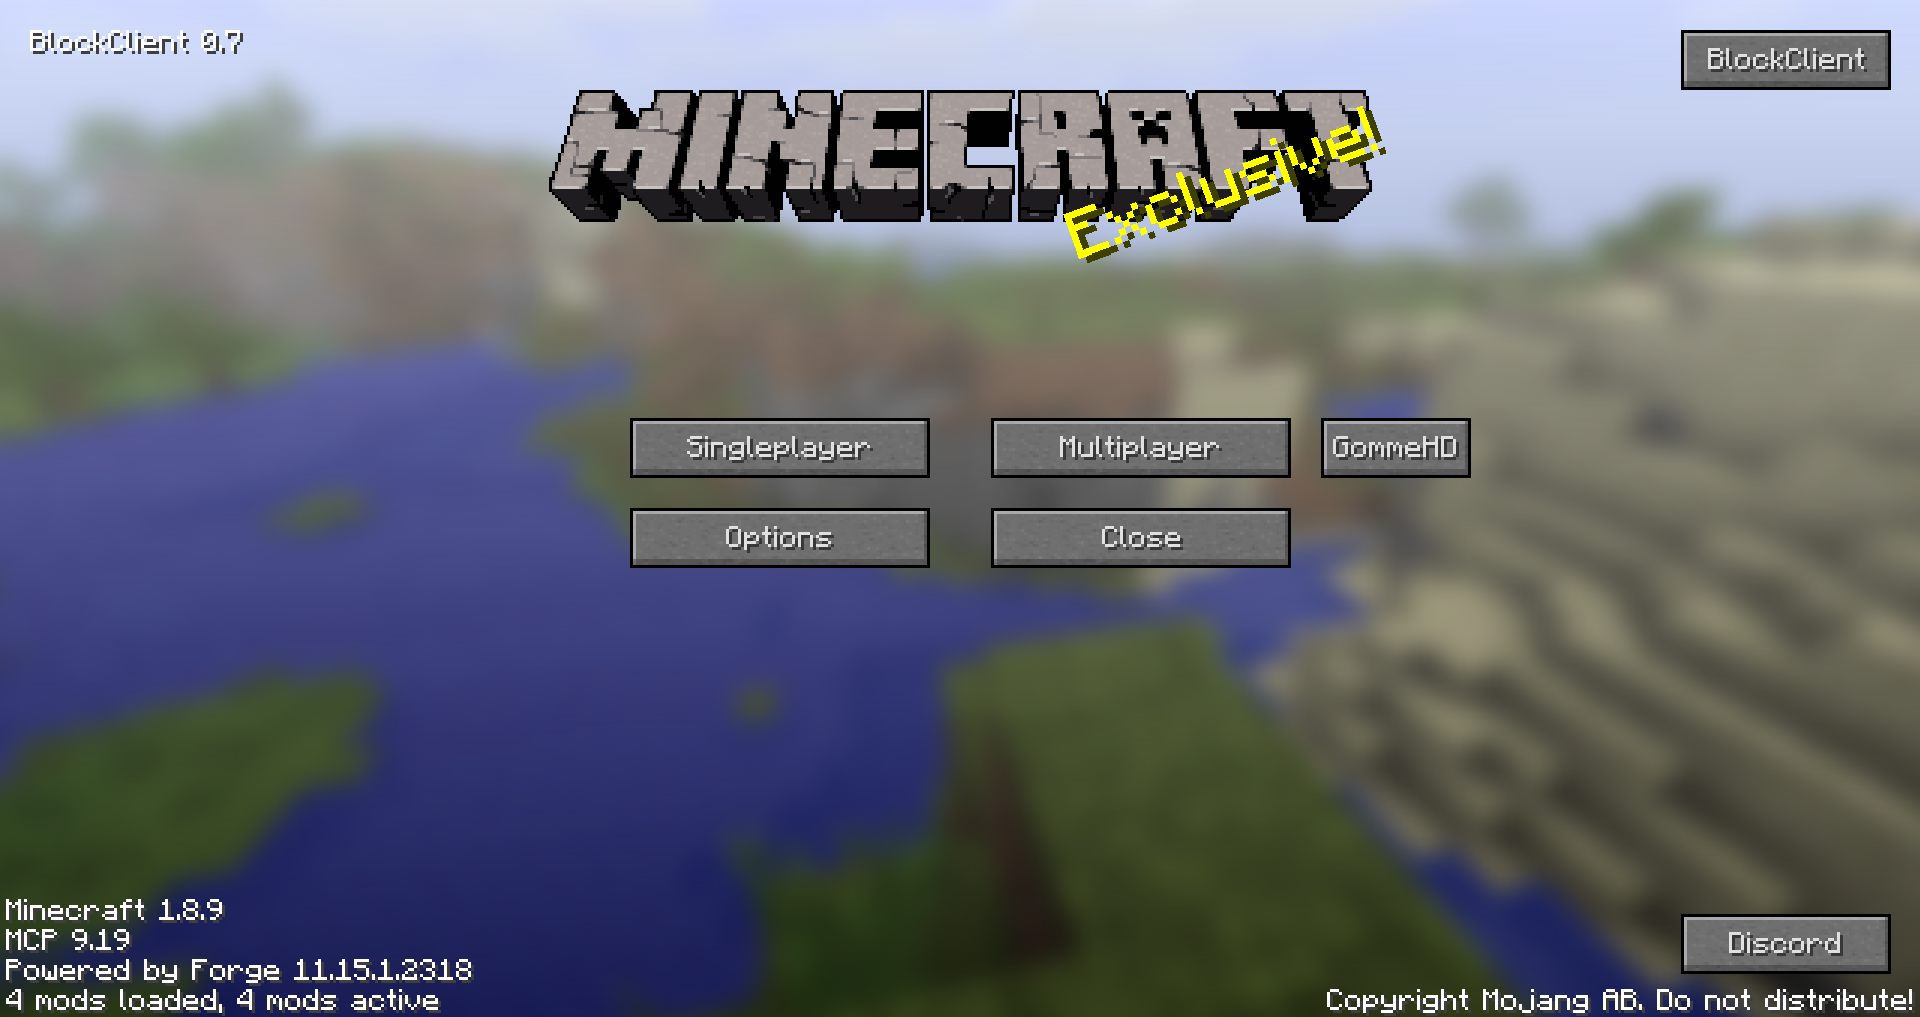 BlockClient 0.7
BlockClient
MINECRAFT
Exclusive!
Singleplayer
Multiplayer
GommeHD
Options
Close
Minecraft 1.8.9
MCP 9.19
Powered by Forge 11.15.1.2318
4 mods loaded, 4 mods active
Discord
Copyright Mojang AB. Do not distribute!